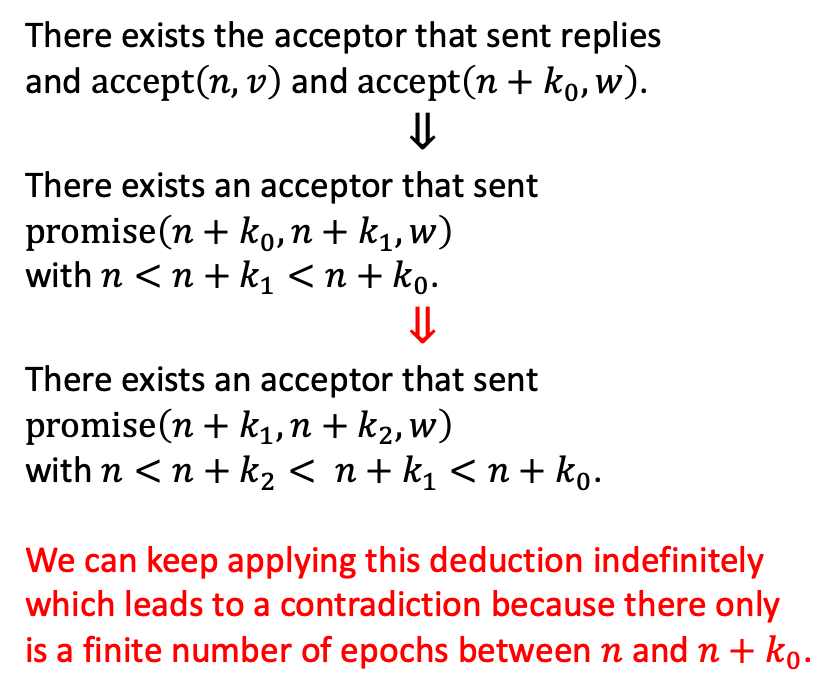 There exists the acceptor that sent replies
and accept(n, v) and accept(n + k₀, w).
⇓
There exists an acceptor that sent
promise(n + k₀, n + k₁, w)
with n < n + k₁ < n + k₀.
⇓
There exists an acceptor that sent
promise(n + k₁, n + k₂, w)
with n < n + k₂ < n + k₁ < n + k₀.
We can keep applying this deduction indefinitely
which leads to a contradiction because there only
is a finite number of epochs between n and n + k₀.